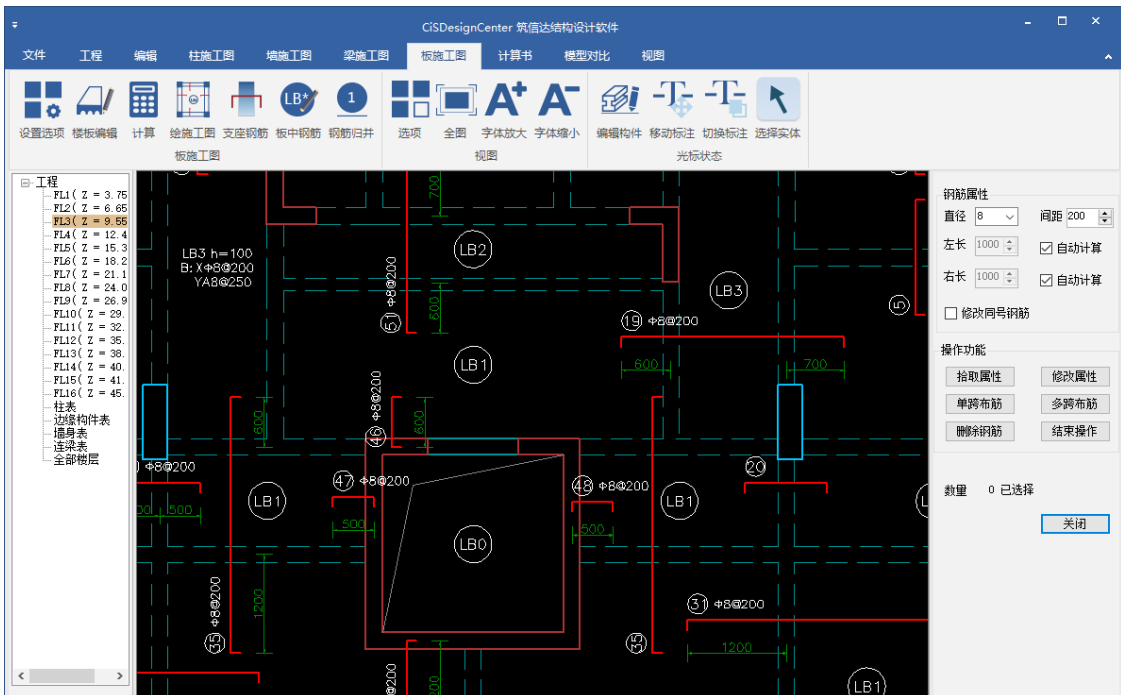 CiSDesignCenter 筑信达结构设计软件
文件 工程 编辑 柱施工图 墙施工图 梁施工图 板施工图 计算书 模型对比 视图
LB* 1 A+ A-
设置选项 楼板编辑 计算 绘施工图 支座钢筋 板中钢筋 钢筋归并 选项 全图 字体放大 字体缩小 编辑构件 移动标注 切换标注 选择实体
板施工图 视图 光标状态
工程
FL1( Z = 3.75
FL2( Z = 6.65
FL3( Z = 9.55
FL4( Z = 12.4
FL5( Z = 15.3
FL6( Z = 18.2
FL7( Z = 21.1
FL8( Z = 24.0
FL9( Z = 26.9
FL10( Z = 29.
FL11( Z = 32.
FL12( Z = 35.
FL13( Z = 38.
FL14( Z = 40.
FL15( Z = 41.
FL16( Z = 45.
柱表
边缘构件表
墙身表
连梁表
全部楼层
700
LB3 h=100
B: XΦ8@200
YA8@250
LB2
51 Φ8@200
600
LB3
5
19 Φ8@200
600
700
LB1
46 Φ8@200
600
600
Φ8@200
500
LB1
47 Φ8@200
500
48 Φ8@200
500
LB1
20
LB0
35 Φ8@200
1200
35
31 Φ8@200
1200
Φ8@200
LB1
钢筋属性
直径 8 间距 200
左长 1000 自动计算
右长 1000 自动计算
修改同号钢筋
操作功能
拾取属性 修改属性
单跨布筋 多跨布筋
删除钢筋 结束操作
数量 0 已选择
关闭